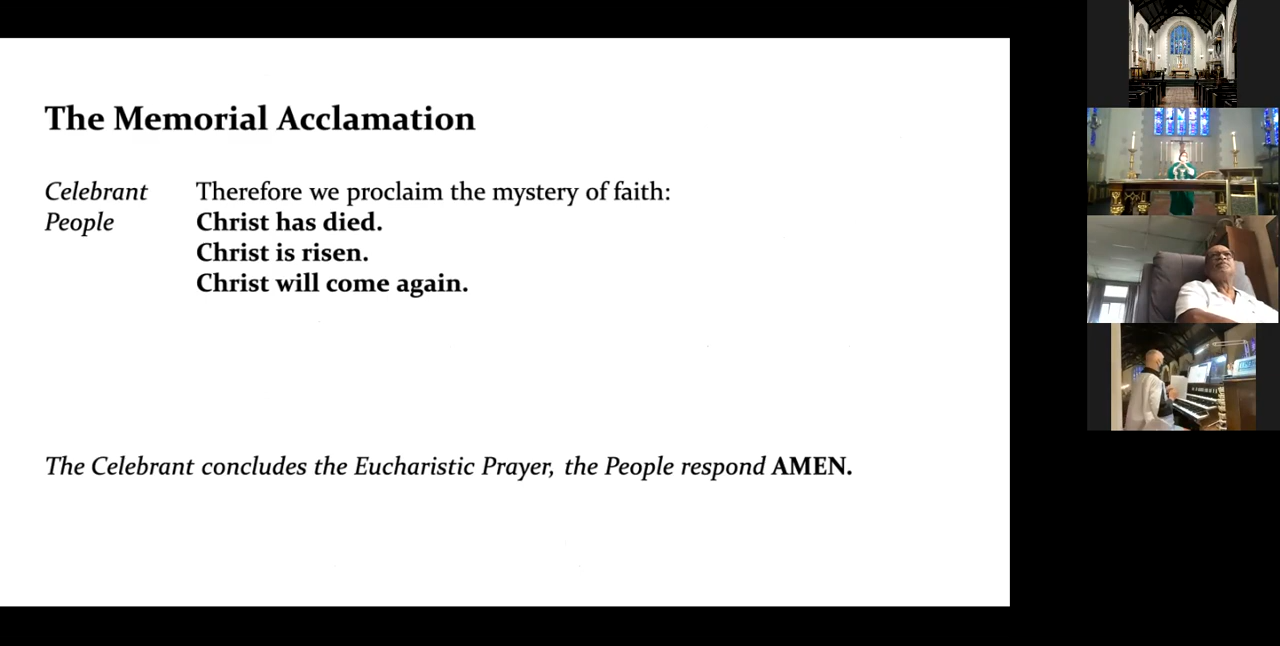 The Memorial Acclamation
Celebrant Therefore we proclaim the mystery of faith:
People Christ has died.
Christ is risen.
Christ will come again.
The Celebrant concludes the Eucharistic Prayer, the People respond AMEN.